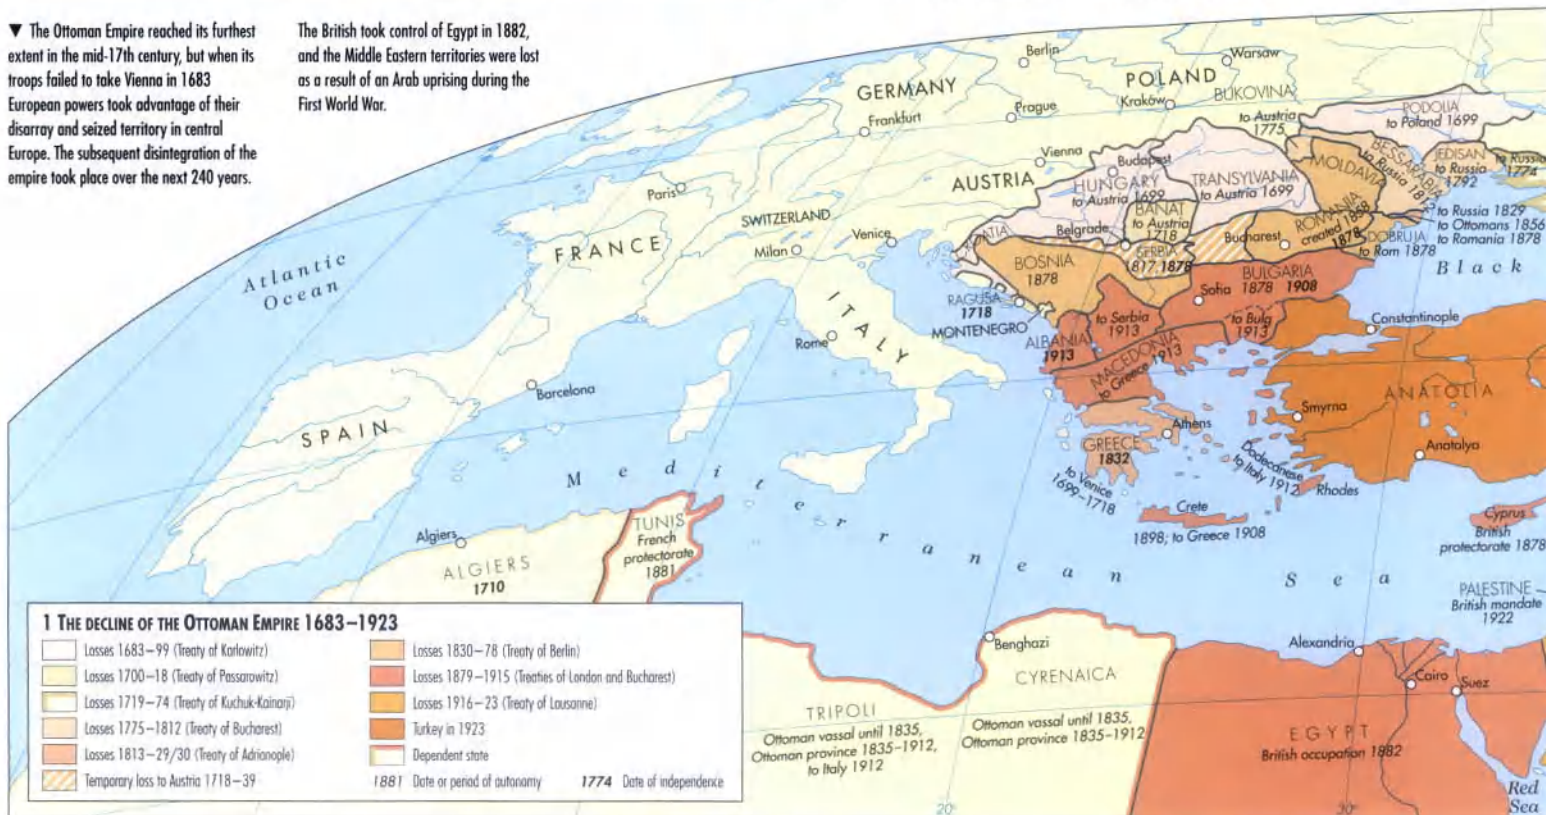 ▼ The Ottoman Empire reached its furthest
extent in the mid-17th century, but when its
troops failed to take Vienna in 1683
European powers took advantage of their
disarray and seized territory in central
Europe. The subsequent disintegration of the
empire took place over the next 240 years.
The British took control of Egypt in 1882,
and the Middle Eastern territories were lost
as a result of an Arab uprising during the
First World War.
Berlin
Warsaw
GERMANY
POLAND
Prague
Kraków
BUKOVINA
to Austria
1775
PODOLIA
to Poland 1699
Frankfurt
Vienna
Budapest
BESSARABIA
to Russia 1812
JEDISAN
to Russia
1792
to Russia
1774
MOLDAVIA
Paris
AUSTRIA
HUNGARY
to Austria 1699
TRANSYLVANIA
to Austria 1699
SWITZERLAND
BANAT
to Austria
1718
ROMANIA
created 1858
1878
to Russia 1829
to Ottomans 1856
to Romania 1878
FRANCE
Milan
Venice
CROATIA
Belgrade
Bucharest
DOBRUJA
to Rom 1878
Atlantic
Ocean
BOSNIA
1878
SERBIA
1817, 1878
BULGARIA
1878 1908
Sofia
Black
ITALY
RAGUSA
1718
MONTENEGRO
to Serbia
1913
to Bulg
1913
Constantinople
Rome
ALBANIA
1913
MACEDONIA
to Greece 1913
Barcelona
ANATOLIA
SPAIN
Smyrna
Athens
Antalya
GREECE
1832
Dodecanese
to Italy 1912
Mediterranean Sea
to Venice
1699–1718
Rhodes
Crete
1898; to Greece 1908
Cyprus
British
protectorate 1878
Algiers
TUNIS
French
protectorate
1881
ALGIERS
1710
PALESTINE
British mandate
1922
1 THE DECLINE OF THE OTTOMAN EMPIRE 1683–1923
Losses 1683–99 (Treaty of Karlowitz)
Losses 1700–18 (Treaty of Passarowitz)
Losses 1719–74 (Treaty of Kuchuk-Kainarji)
Losses 1775–1812 (Treaty of Bucharest)
Losses 1813–29/30 (Treaty of Adrianople)
Temporary loss to Austria 1718–39
Losses 1830–78 (Treaty of Berlin)
Losses 1879–1915 (Treaties of London and Bucharest)
Losses 1916–23 (Treaty of Lausanne)
Turkey in 1923
Dependent state
1881 Date or period of autonomy
1774 Date of independence
Benghazi
Alexandria
Cairo
Suez
CYRENAICA
Ottoman vassal until 1835,
Ottoman province 1835–1912
TRIPOLI
Ottoman vassal until 1835,
Ottoman province 1835–1912,
to Italy 1912
EGYPT
British occupation 1882
Red
Sea
20°
30°